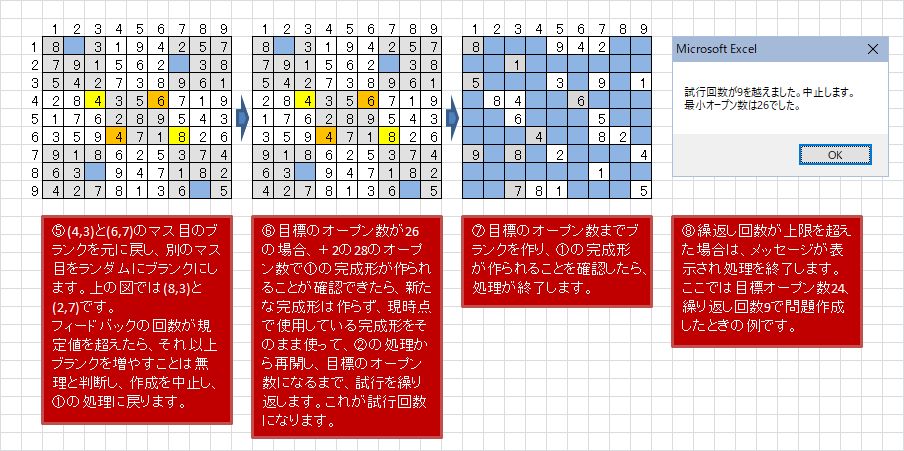 1 2 3 4 5 6 7 8 9
1 8 3 1 9 4 2 5 7
2 7 9 1 5 6 2 3 8
3 5 4 2 7 3 8 9 6 1
4 2 8 4 3 5 6 7 1 9
5 1 7 6 2 8 9 5 4 3
6 3 5 9 4 7 1 8 2 6
7 9 1 8 6 2 5 3 7 4
8 6 3 9 4 7 1 8 2
9 4 2 7 8 1 3 6 5
1 2 3 4 5 6 7 8 9
8 3 1 9 4 2 5 7
7 9 1 5 6 2 3 8
5 4 2 7 3 8 9 6 1
2 8 4 3 5 6 7 1 9
1 7 6 2 8 9 5 4 3
3 5 9 4 7 1 8 2 6
9 1 8 6 2 5 3 7 4
6 3 9 4 7 1 8 2
4 2 7 8 1 3 6 5
1 2 3 4 5 6 7 8 9
8 9 4 2
1
5 3 9 1
8 4 6
6 5
4 8 2
9 8 2 4
1
7 8 1 5
Microsoft Excel
試行回数が9を越えました。中止します。
最小オープン数は26でした。
OK
⑤(4,3)と(6,7)のマス目のブ
ランクを元に戻し、別のマス
目をランダムにブランクにし
ます。上の図では(8,3)と
(2,7)です。
フィードバックの回数が規
定値を超えたら、それ以上
ブランクを増やすことは無
理と判断し、作成を中止し、
①の処理に戻ります。
⑥目標のオープン数が26
の場合、＋2の28のオープ
ン数で①の完成形が作られ
ることが確認できたら、新た
な完成形は作らず、現時点
で使用している完成形をそ
のまま使って、②の処理か
ら再開し、目標のオープン
数になるまで、試行を繰り
返します。これが試行回数
になります。
⑦目標のオープン数までブ
ランクを作り、①の完成形
が作られることを確認したら、
処理が終了します。
⑧繰返し回数が上限を超え
た場合は、メッセージが表
示され処理を終了します。
ここでは目標オープン数24、
繰り返し回数9で問題作成
したときの例です。